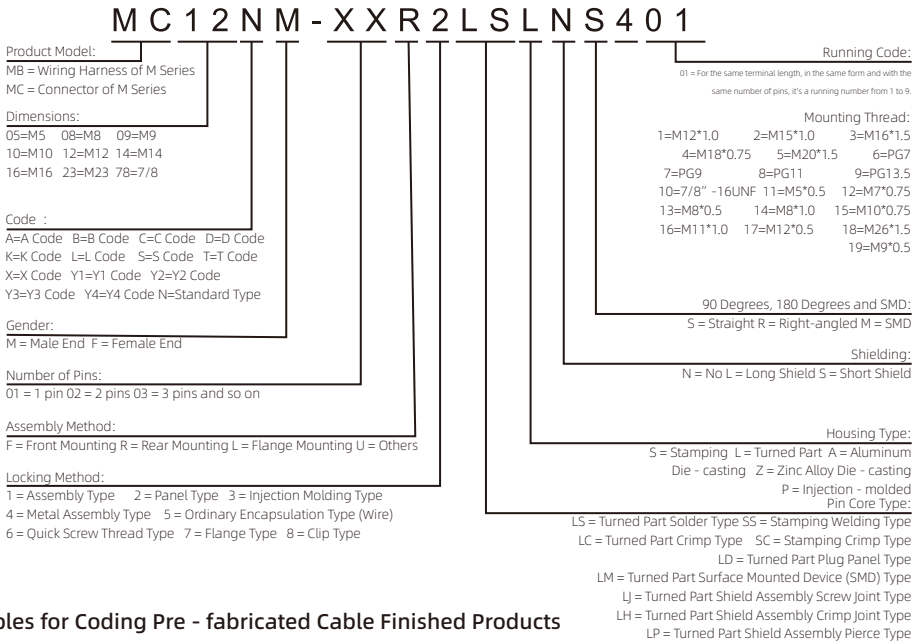 MC12NM-XXR2LSLNS401
Product Model:
MB = Wiring Harness of M Series
MC = Connector of M Series
Dimensions:
05=M5 08=M8 09=M9
10=M10 12=M12 14=M14
16=M16 23=M23 78=7/8
Code :
A=A Code B=B Code C=C Code D=D Code
K=K Code L=L Code S=S Code T=T Code
X=X Code Y1=Y1 Code Y2=Y2 Code
Y3=Y3 Code Y4=Y4 Code N=Standard Type
Gender:
M = Male End F = Female End
Number of Pins:
01 = 1 pin 02 = 2 pins 03 = 3 pins and so on
Assembly Method:
F = Front Mounting R = Rear Mounting L = Flange Mounting U = Others
Locking Method:
1 = Assembly Type 2 = Panel Type 3 = Injection Molding Type
4 = Metal Assembly Type 5 = Ordinary Encapsulation Type (Wire)
6 = Quick Screw Thread Type 7 = Flange Type 8 = Clip Type
Running Code:
01 = For the same terminal length, in the same form and with the
same number of pins, it's a running number from 1 to 9.
Mounting Thread:
1=M12*1.0 2=M15*1.0 3=M16*1.5
4=M18*0.75 5=M20*1.5 6=PG7
7=PG9 8=PG11 9=PG13.5
10=7/8" -16UNF 11=M5*0.5 12=M7*0.75
13=M8*0.5 14=M8*1.0 15=M10*0.75
16=M11*1.0 17=M12*0.5 18=M26*1.5
19=M9*0.5
90 Degrees, 180 Degrees and SMD:
S = Straight R = Right-angled M = SMD
Shielding:
N = No L = Long Shield S = Short Shield
Housing Type:
S = Stamping L = Turned Part A = Aluminum
Die - casting Z = Zinc Alloy Die - casting
P = Injection - molded
Pin Core Type:
LS = Turned Part Solder Type SS = Stamping Welding Type
LC = Turned Part Crimp Type SC = Stamping Crimp Type
LD = Turned Part Plug Panel Type
LM = Turned Part Surface Mounted Device (SMD) Type
LJ = Turned Part Shield Assembly Screw Joint Type
LH = Turned Part Shield Assembly Crimp Joint Type
LP = Turned Part Shield Assembly Pierce Type
for Coding Pre - fabricated Cable Finished Products